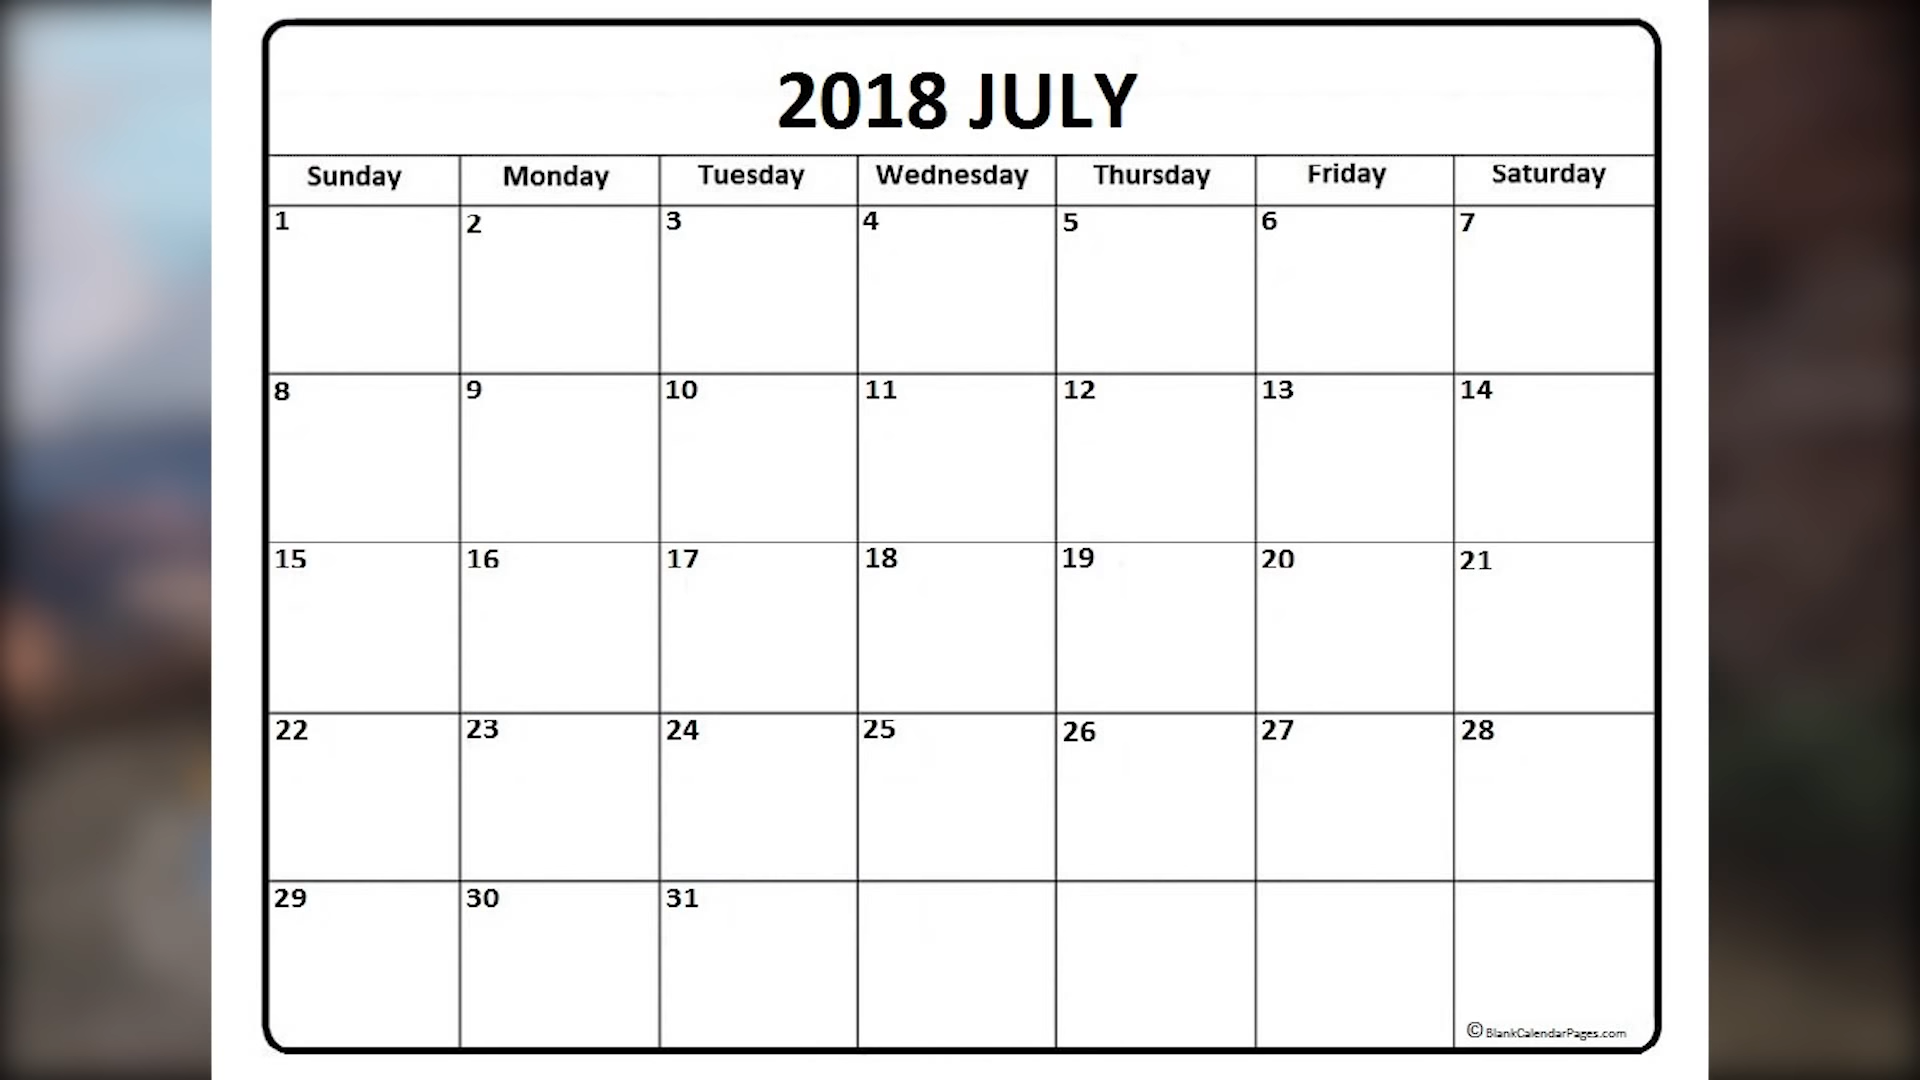 2018 JULY
Sunday Monday Tuesday Wednesday Thursday Friday Saturday
1 2 3 4 5 6 7
8 9 10 11 12 13 14
15 16 17 18 19 20 21
22 23 24 25 26 27 28
29 30 31
©BlankCalendarPages.com